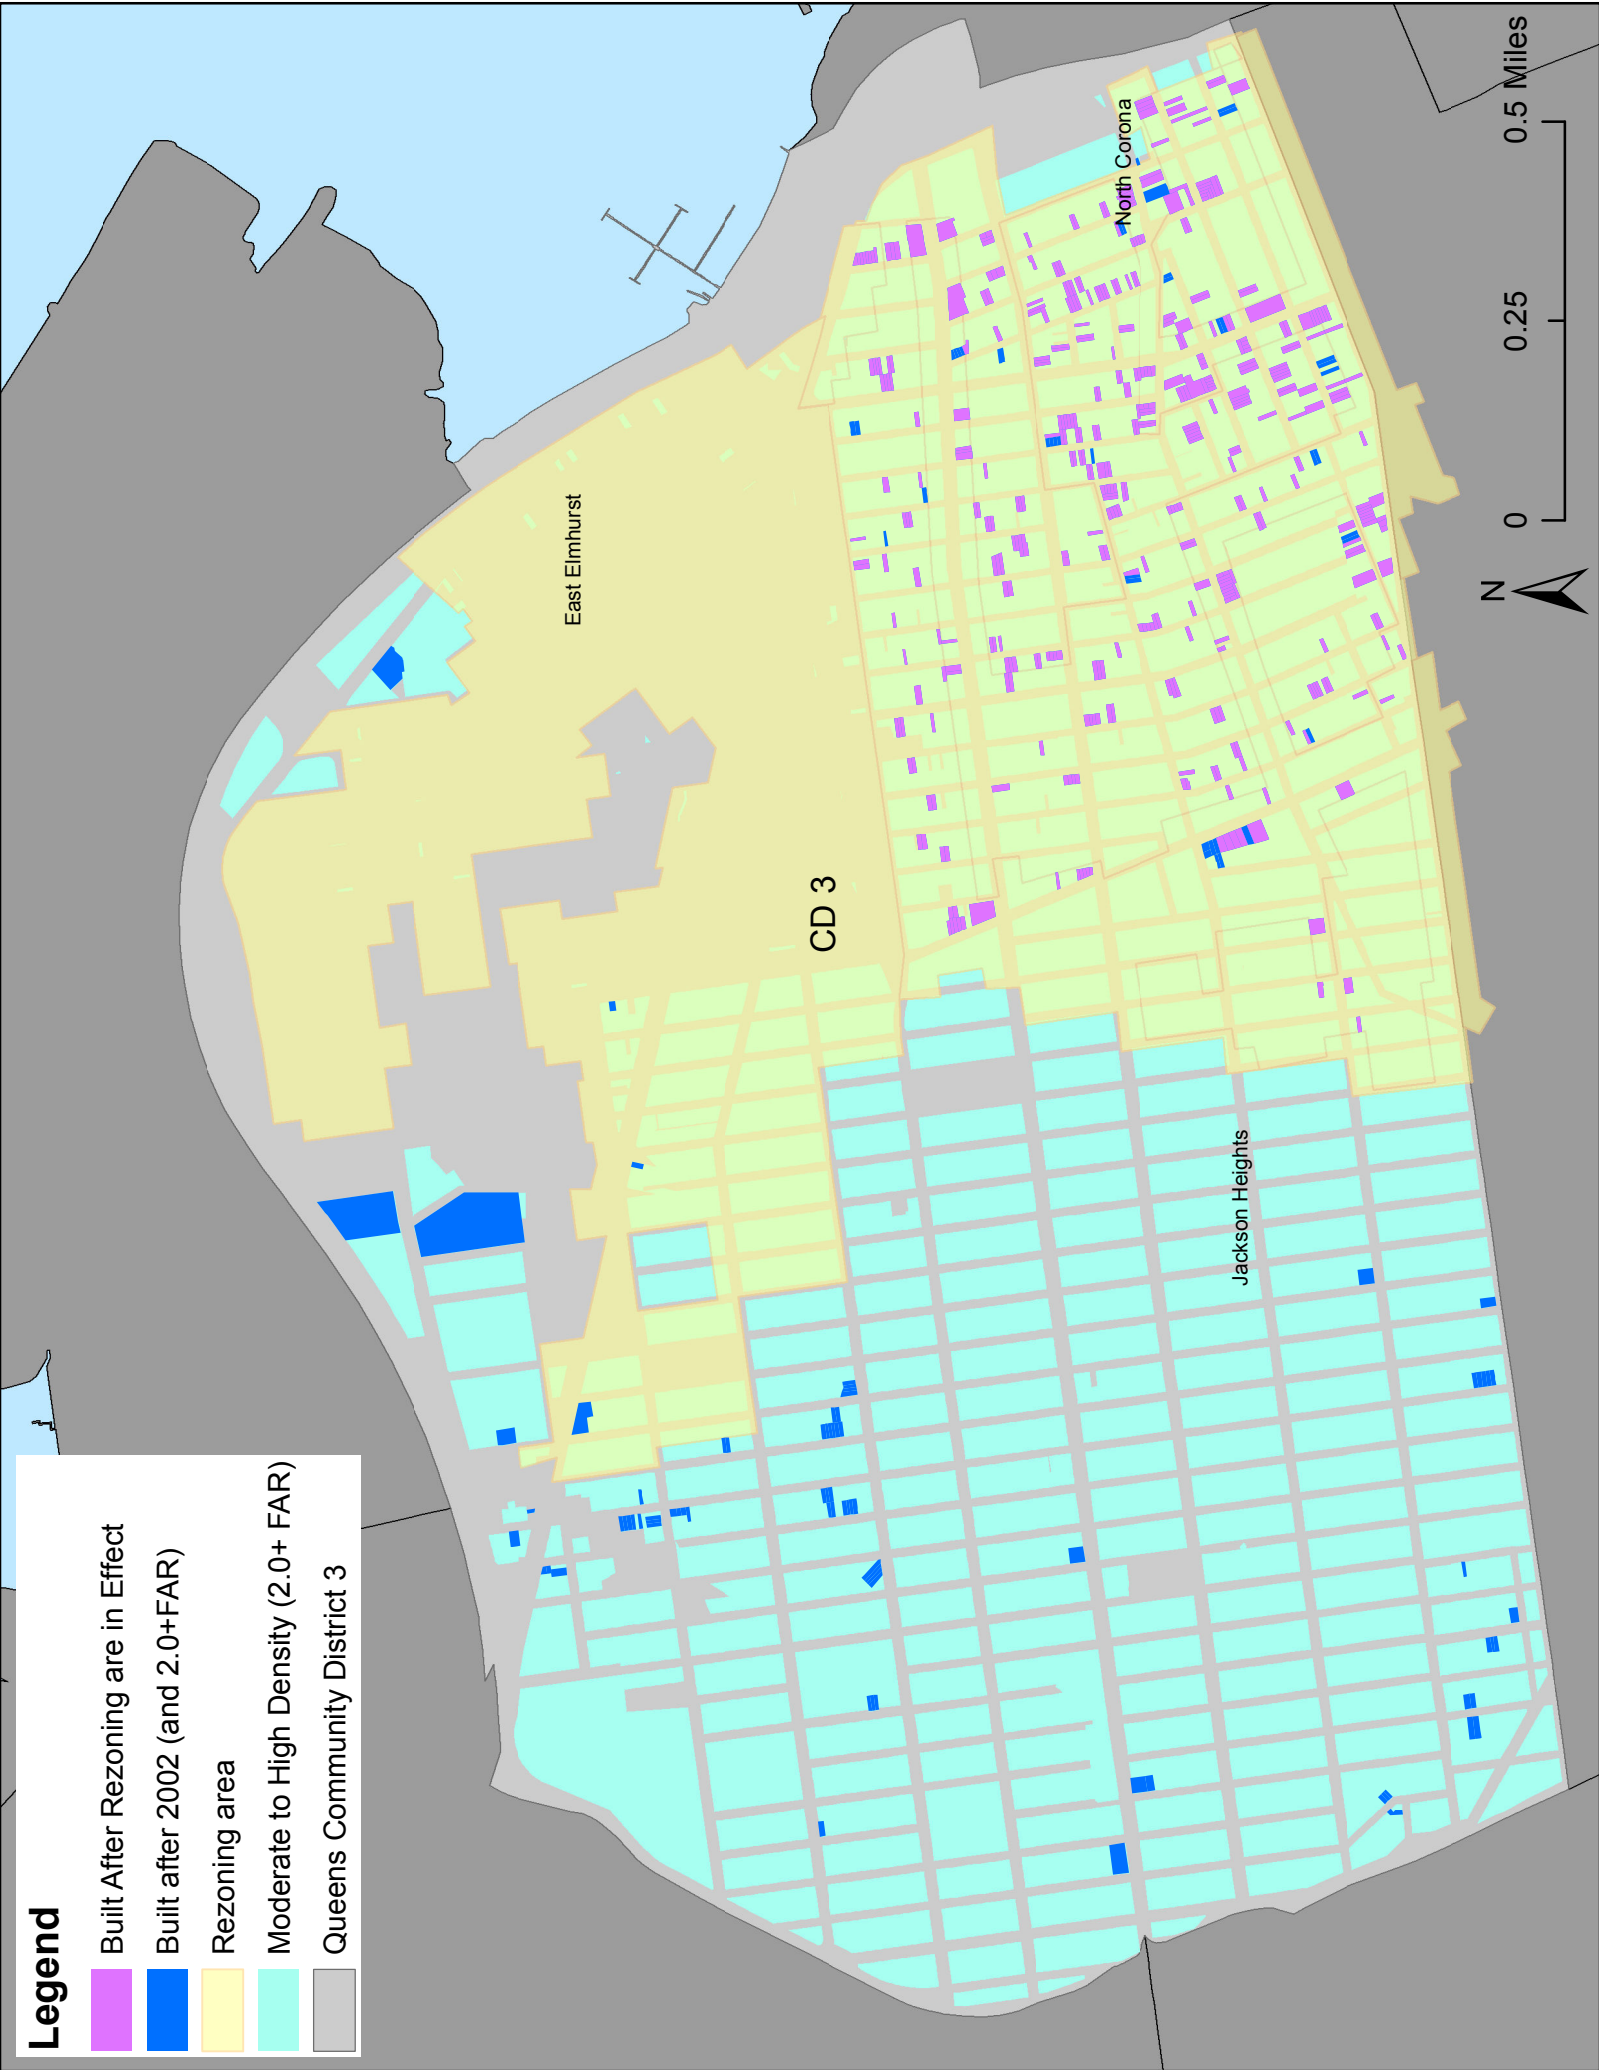 Legend
Built After Rezoning are in Effect
Built after 2002 (and 2.0+FAR)
Rezoning area
Moderate to High Density (2.0+ FAR)
Queens Community District 3
East Elmhurst
CD 3
North Corona
Jackson Heights
N
0 0.25 0.5 Miles